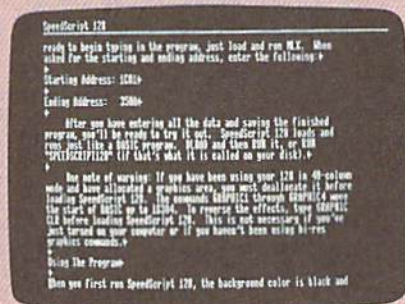 SpeedScript 128
ready to begin typing in the program, just load and run MLX. When
asked for the starting and ending address, enter the following:
Starting Address: 1C01
Ending Address:
After you have entering all the data and saving the finished
program, you'll be ready to try it out. SpeedScript 128 loads and
runs just like a BASIC program. DLOAD and then RUN it, or RUN
"SPEEDSCRIPT128" (if that's what it is called on your disk).
One note of warning: If you have been using your 128 in 40-column
mode and have allocated a graphics area, you must deallocate it before
loading SpeedScript 128. The commands GRAPHIC1 through GRAPHIC4 move
the start of BASIC up to To reverse the effects, type GRAPHIC
CLR before loading SpeedScript 128. This is not necessary if you've
just turned on your computer or if you haven't been using hi-res
graphics commands.
Using The Program
When you first run SpeedScript 128, the background color is black and